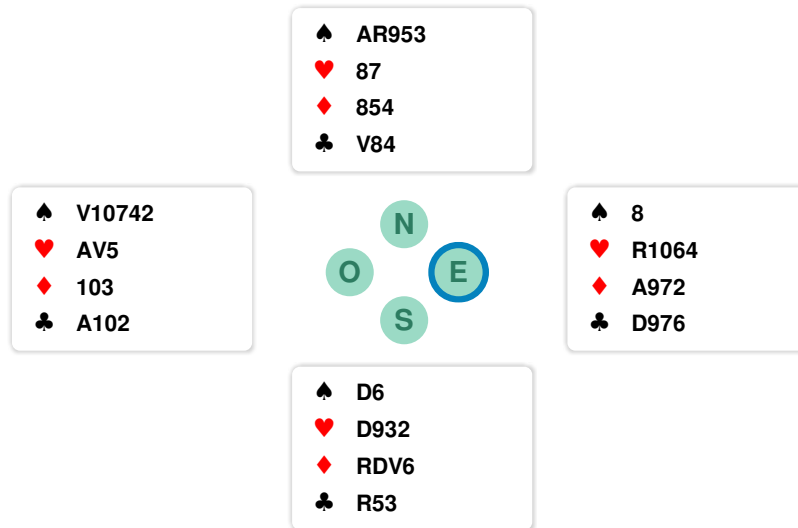 ♠ AR953
♥ 87
♦ 854
♣ V84
♠ V10742
♥ AV5
♦ 103
♣ A102
N
O E
S
♠ 8
♥ R1064
♦ A972
♣ D976
♠ D6
♥ D932
♦ RDV6
♣ R53